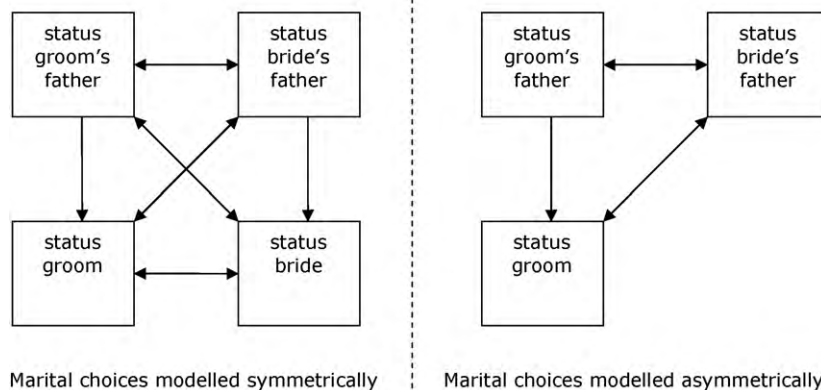 status
groom's
father
status
bride's
father
status
groom
status
bride
Marital choices modelled symmetrically
status
groom's
father
status
bride's
father
status
groom
Marital choices modelled asymmetrically